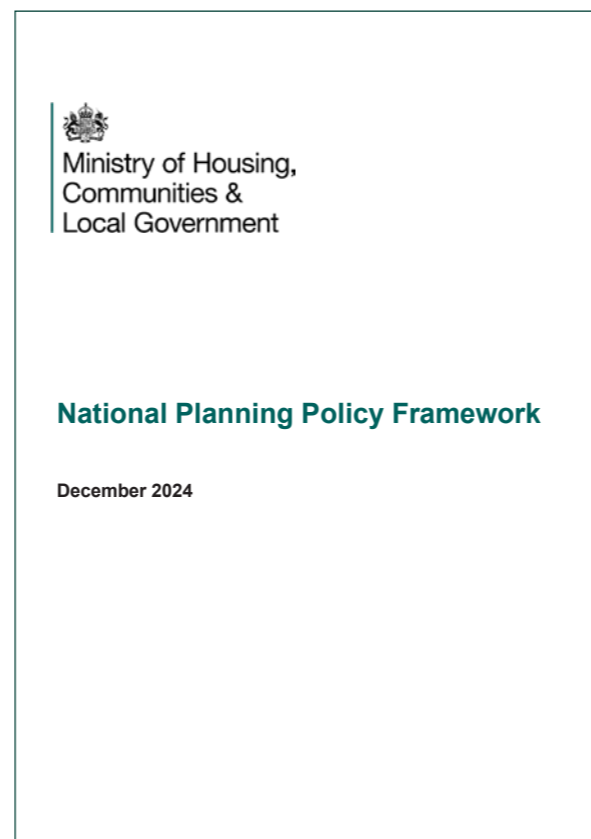 Ministry of Housing,
Communities &
Local Government
National Planning Policy Framework
December 2024